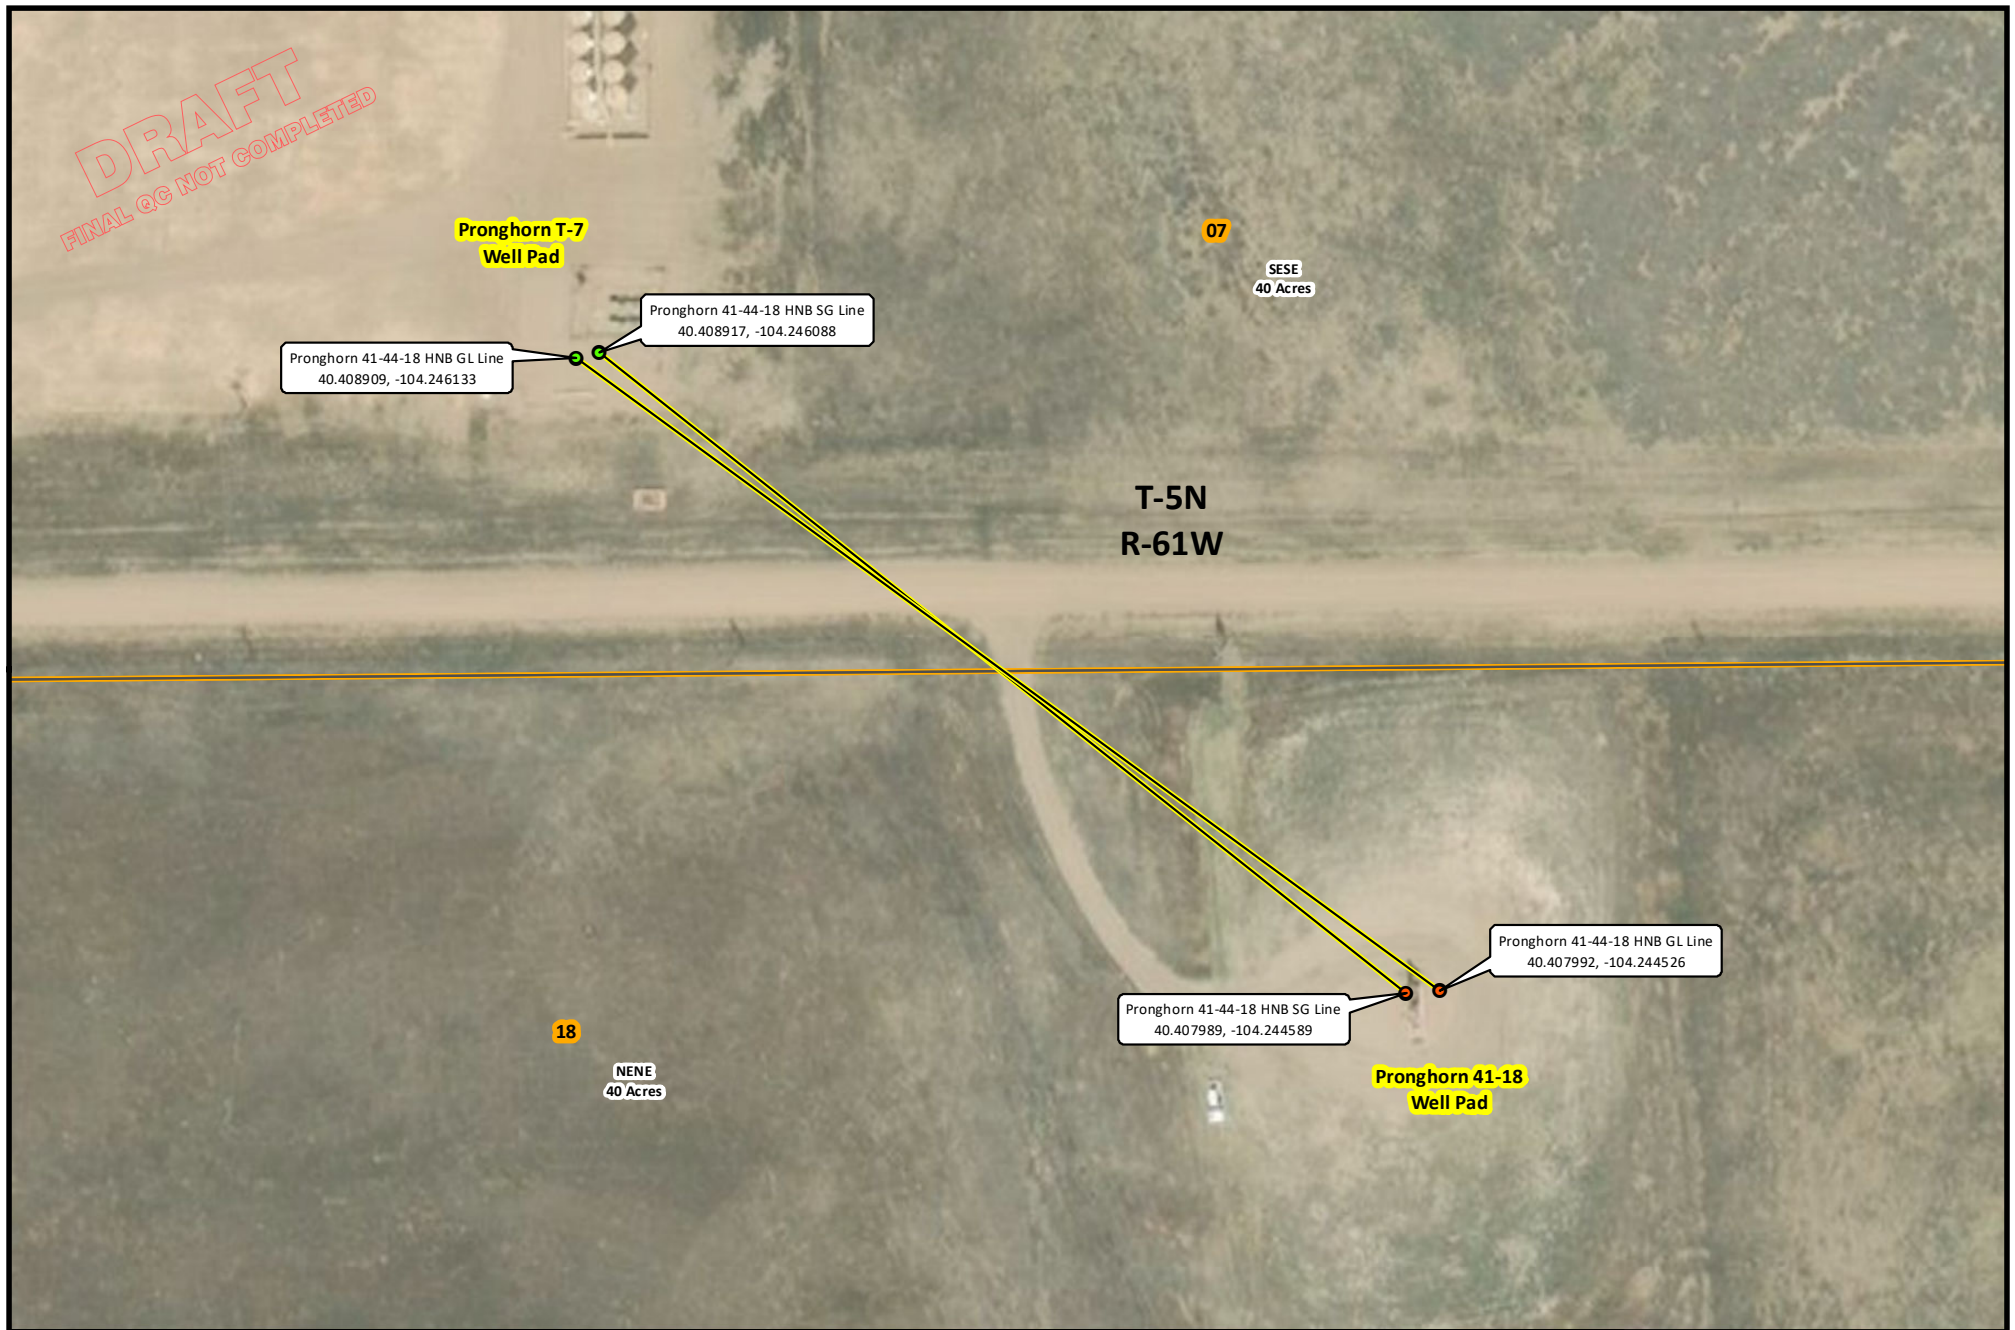 DRAFT
FINAL QC NOT COMPLETED
Pronghorn T-7
Well Pad
07
SESE
40 Acres
Pronghorn 41-44-18 HNB SG Line
40.408917, -104.246088
Pronghorn 41-44-18 HNB GL Line
40.408909, -104.246133
T-5N
R-61W
Pronghorn 41-44-18 HNB GL Line
40.407992, -104.244526
Pronghorn 41-44-18 HNB SG Line
40.407989, -104.244589
18
NENE
40 Acres
Pronghorn 41-18
Well Pad